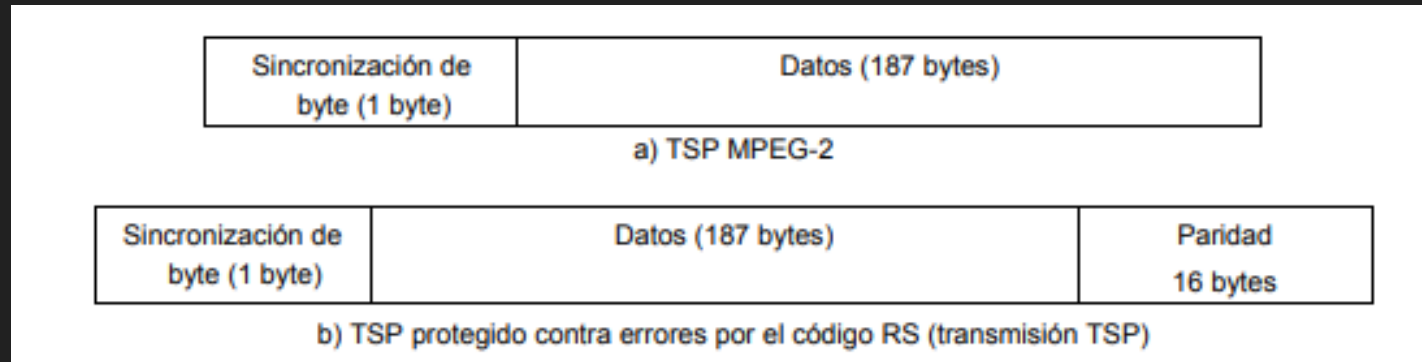 Sincronización de
byte (1 byte)
Datos (187 bytes)
a) TSP MPEG-2
Sincronización de
byte (1 byte)
Datos (187 bytes)
Paridad
16 bytes
b) TSP protegido contra errores por el código RS (transmisión TSP)